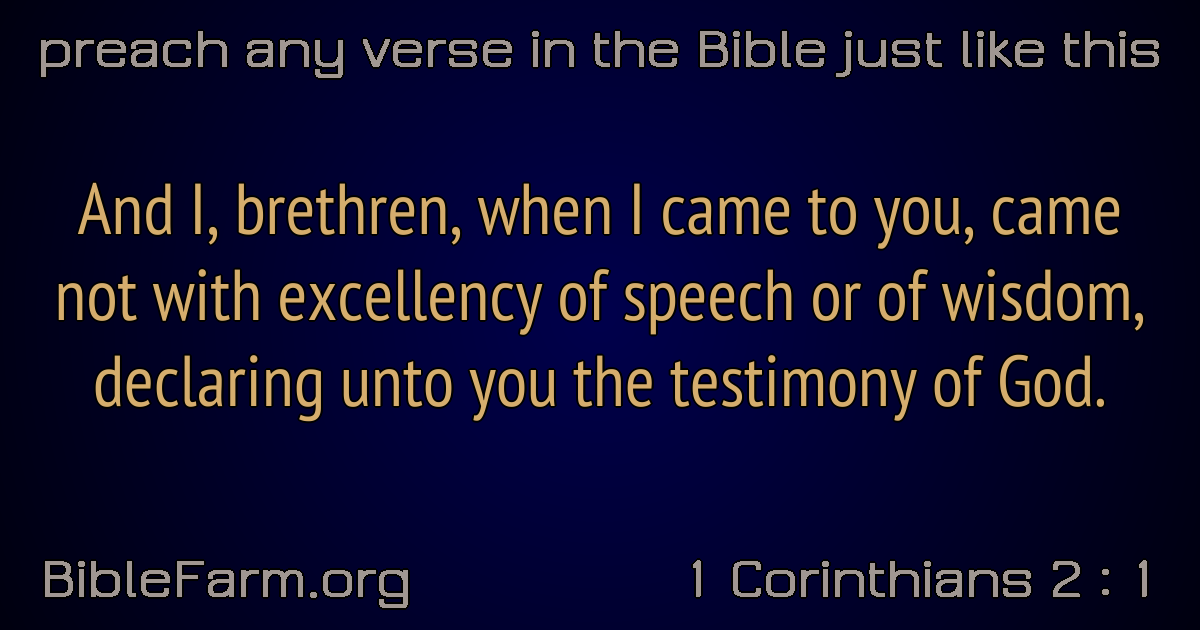 preach any verse in the Bible just like this
And I, brethren, when I came to you, came
not with excellency of speech or of wisdom,
declaring unto you the testimony of God.
BibleFarm.org
1 Corinthians 2 : 1